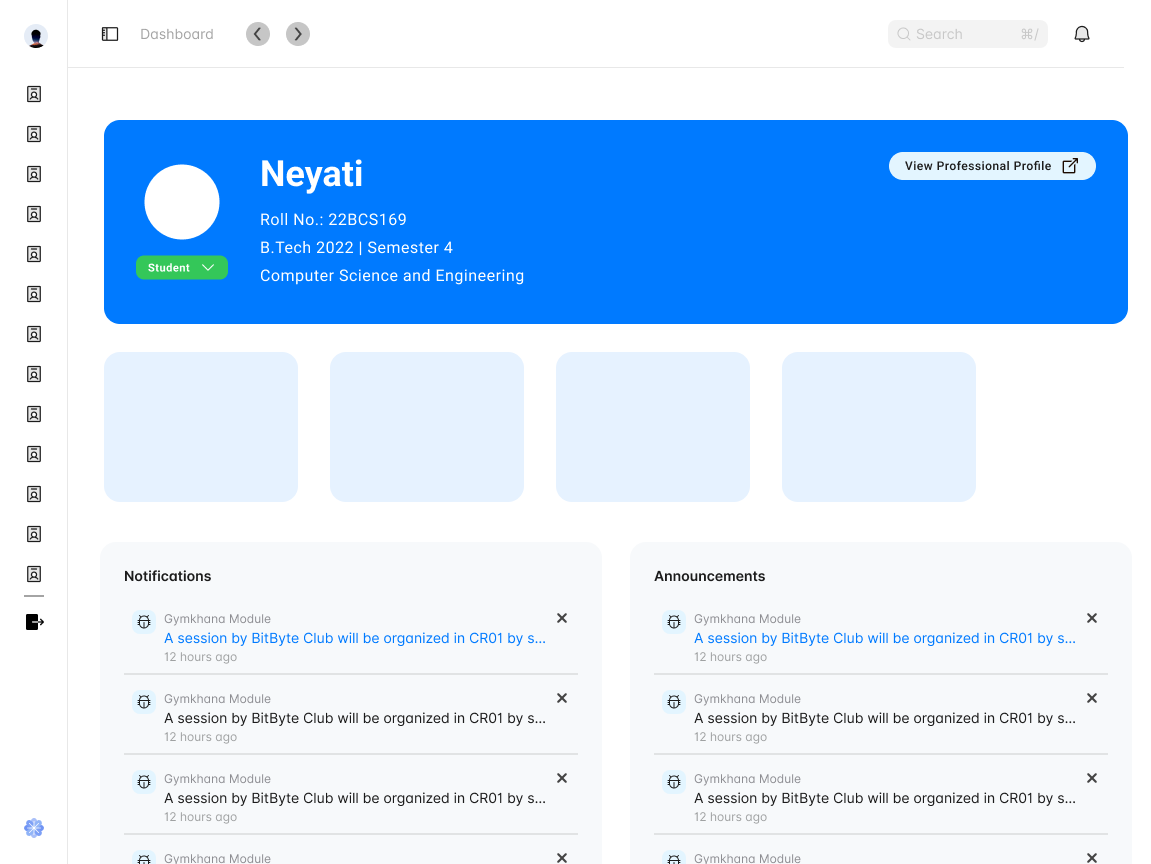 Dashboard
Search
⌘/
Neyati
View Professional Profile
Roll No.: 22BCS169
B.Tech 2022 | Semester 4
Computer Science and Engineering
Student
Notifications
Gymkhana Module
A session by BitByte Club will be organized in CR01 by s...
12 hours ago
Gymkhana Module
A session by BitByte Club will be organized in CR01 by s...
12 hours ago
Gymkhana Module
A session by BitByte Club will be organized in CR01 by s...
12 hours ago
Gymkhana Module
Announcements
Gymkhana Module
A session by BitByte Club will be organized in CR01 by s...
12 hours ago
Gymkhana Module
A session by BitByte Club will be organized in CR01 by s...
12 hours ago
Gymkhana Module
A session by BitByte Club will be organized in CR01 by s...
12 hours ago
Gymkhana Module